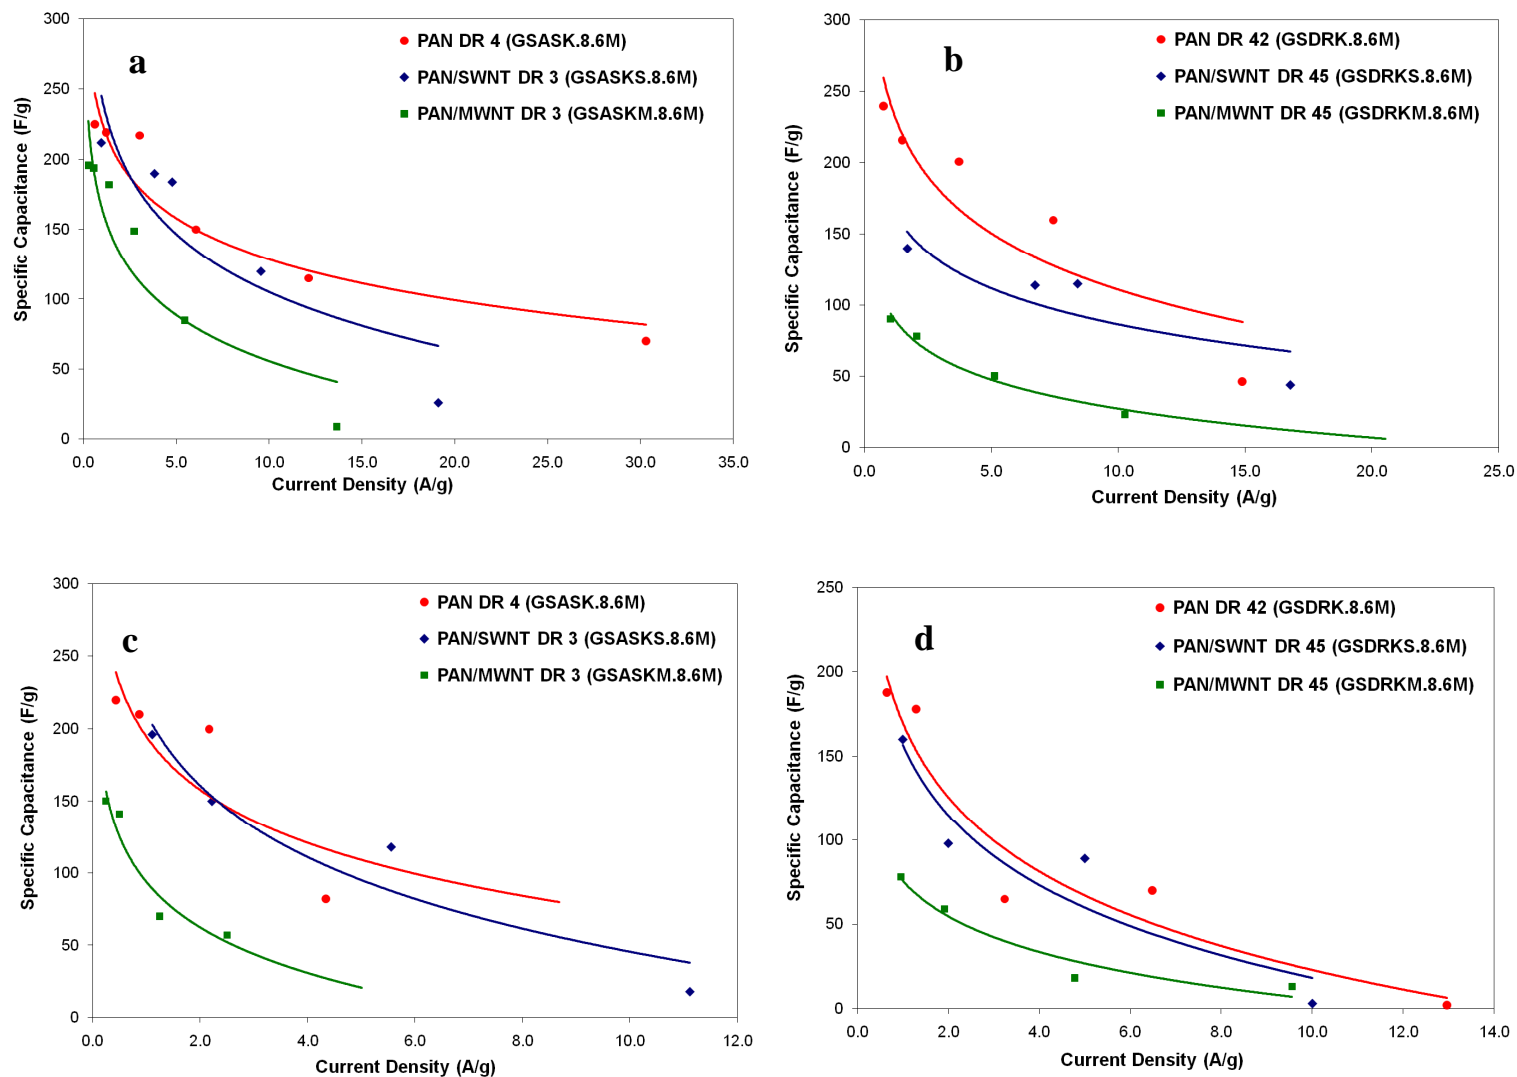 a
PAN DR 4 (GSASK.8.6M)
PAN/SWNT DR 3 (GSASKS.8.6M)
PAN/MWNT DR 3 (GSASKM.8.6M)
Specific Capacitance (F/g)
300
250
200
150
100
50
0
0.0 5.0 10.0 15.0 20.0 25.0 30.0 35.0
Current Density (A/g)
b
PAN DR 42 (GSDRK.8.6M)
PAN/SWNT DR 45 (GSDRKS.8.6M)
PAN/MWNT DR 45 (GSDRKM.8.6M)
Specific Capacitance (F/g)
300
250
200
150
100
50
0
0.0 5.0 10.0 15.0 20.0 25.0
Current Density (A/g)
c
PAN DR 4 (GSASK.8.6M)
PAN/SWNT DR 3 (GSASKS.8.6M)
PAN/MWNT DR 3 (GSASKM.8.6M)
Specific Capacitance (F/g)
300
250
200
150
100
50
0
0.0 2.0 4.0 6.0 8.0 10.0 12.0
Current Density (A/g)
d
PAN DR 42 (GSDRK.8.6M)
PAN/SWNT DR 45 (GSDRKS.8.6M)
PAN/MWNT DR 45 (GSDRKM.8.6M)
Specific Capacitance (F/g)
250
200
150
100
50
0
0.0 2.0 4.0 6.0 8.0 10.0 12.0 14.0
Current Density (A/g)